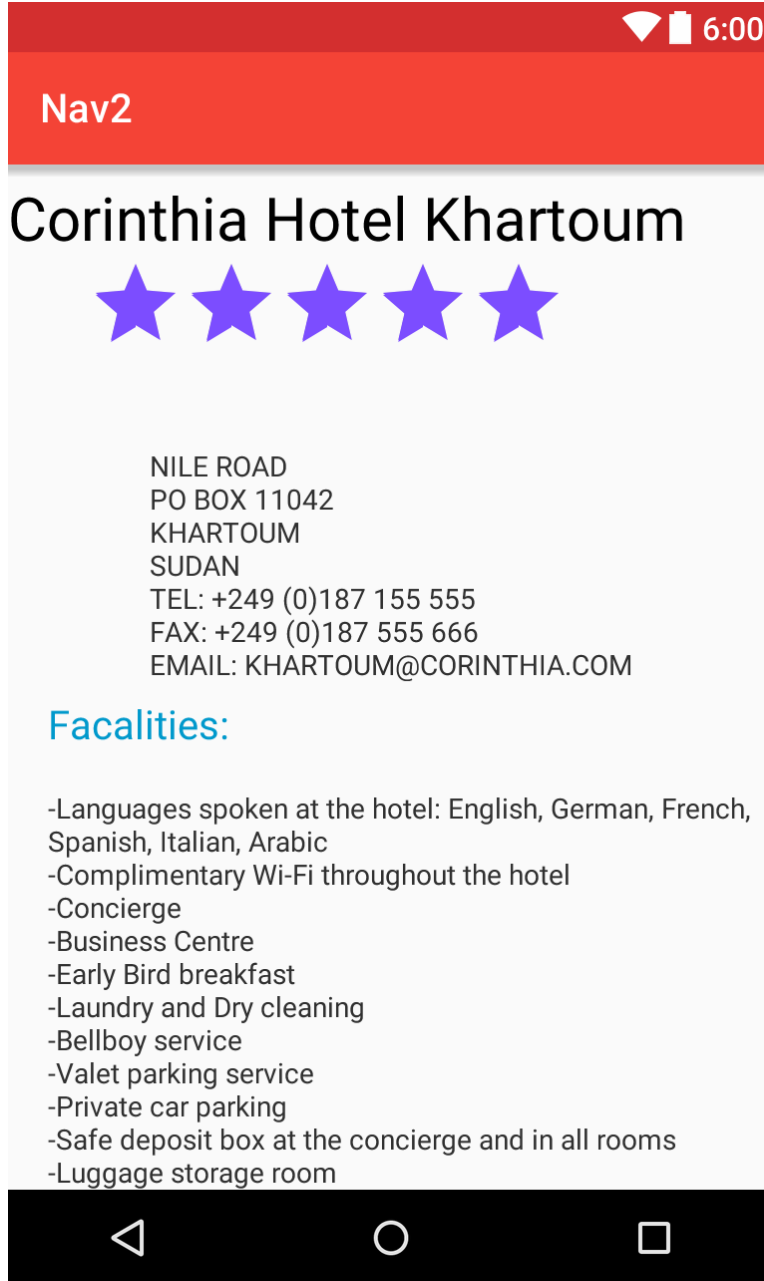 6:00
Nav2
Corinthia Hotel Khartoum
NILE ROAD
PO BOX 11042
KHARTOUM
SUDAN
TEL: +249 (0)187 155 555
FAX: +249 (0)187 555 666
EMAIL: KHARTOUM@CORINTHIA.COM
Facalities:
-Languages spoken at the hotel: English, German, French,
Spanish, Italian, Arabic
-Complimentary Wi-Fi throughout the hotel
-Concierge
-Business Centre
-Early Bird breakfast
-Laundry and Dry cleaning
-Bellboy service
-Valet parking service
-Private car parking
-Safe deposit box at the concierge and in all rooms
-Luggage storage room